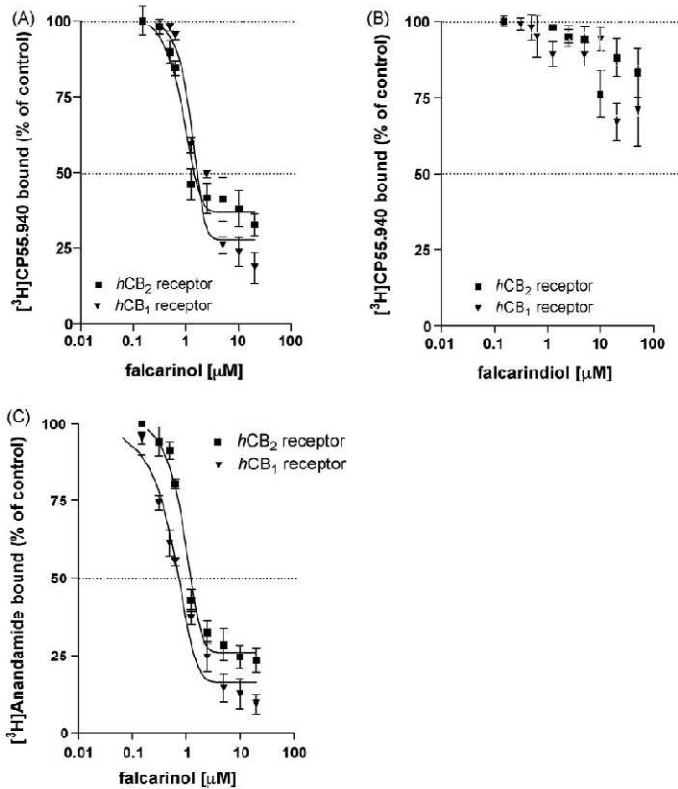 (A)
100
75
50
25
0
[³H]CP55.940 bound (% of control)
hCB₂ receptor
hCB₁ receptor
0.01 0.1 1 10 100
falcarinol [µM]
(B)
100
75
50
25
0
[³H]CP55.940 bound (% of control)
hCB₂ receptor
hCB₁ receptor
0.01 0.1 1 10 100
falcarindiol [µM]
(C)
100
75
50
25
0
[³H]Anandamide bound (% of control)
hCB₂ receptor
hCB₁ receptor
0.01 0.1 1 10 100
falcarinol [µM]